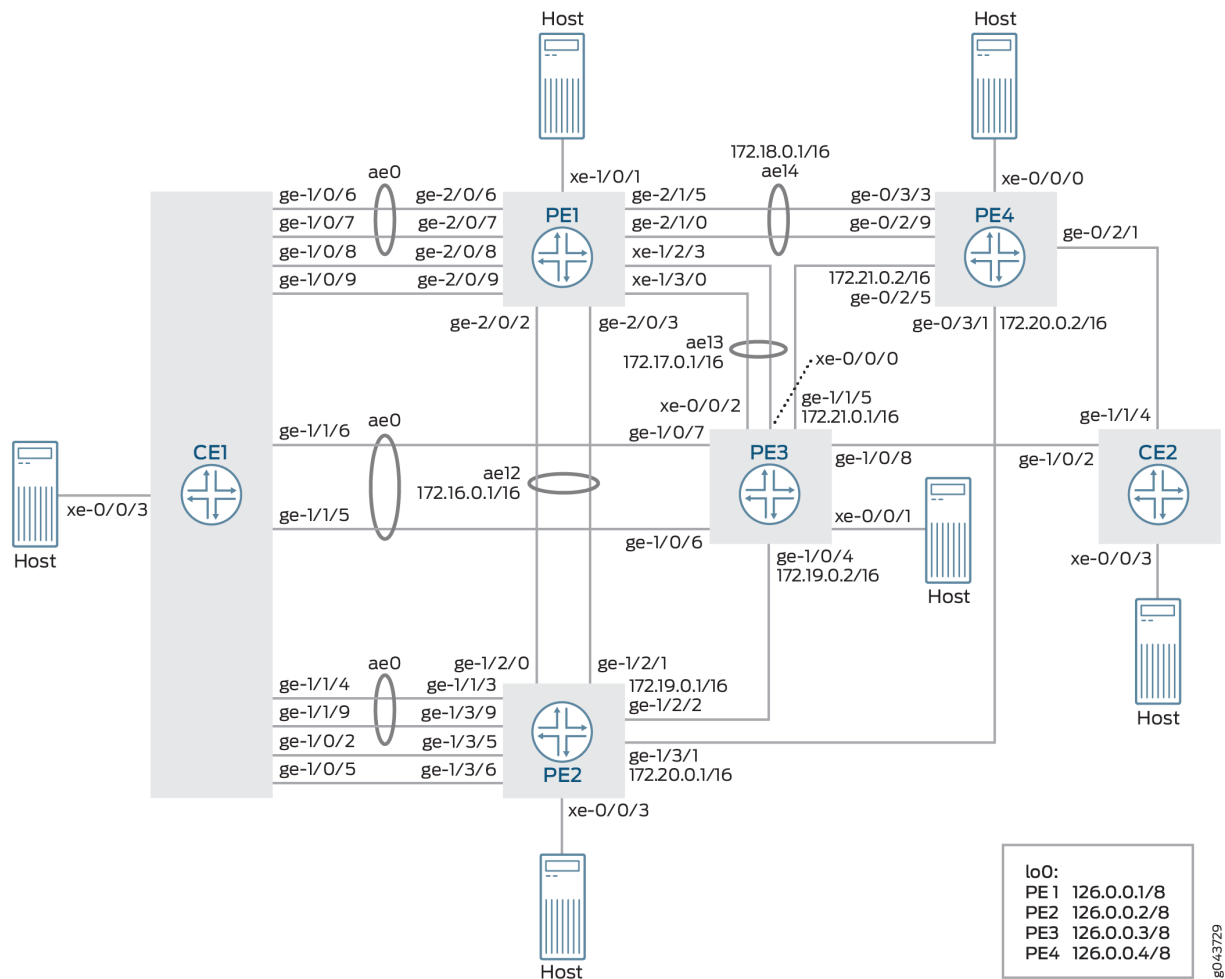 Host
Host
172.18.0.1/16
ae0
ae14
xe-1/0/1
xe-0/0/0
ge-1/0/6
ge-2/0/6
ge-2/1/5
ge-0/3/3
PE1
PE4
ge-1/0/7
ge-2/0/7
ge-2/1/0
ge-0/2/9
ge-0/2/1
ge-1/0/8
ge-2/0/8
xe-1/2/3
ge-1/0/9
ge-2/0/9
xe-1/3/0
172.21.0.2/16
ge-0/2/5
ge-2/0/2
ge-2/0/3
ge-0/3/1
172.20.0.2/16
ae13
172.17.0.1/16
xe-0/0/0
xe-0/0/2
ge-1/1/5
172.21.0.1/16
ae0
ge-1/1/4
ge-1/1/6
ge-1/0/7
CE1
PE3
ge-1/0/8
ge-1/0/2
CE2
ae12
172.16.0.1/16
xe-0/0/3
ge-1/1/5
xe-0/0/1
ge-1/0/6
Host
ge-1/0/4
172.19.0.2/16
xe-0/0/3
Host
ae0
ge-1/2/0
ge-1/2/1
ge-1/1/4
ge-1/1/3
172.19.0.1/16
ge-1/1/9
ge-1/3/9
ge-1/2/2
Host
ge-1/0/2
ge-1/3/5
ge-1/3/1
ge-1/0/5
ge-1/3/6
PE2
172.20.0.1/16
xe-0/0/3
Host
lo0:
PE 1 126.0.0.1/8
PE2 126.0.0.2/8
PE3 126.0.0.3/8
PE4 126.0.0.4/8
g043729